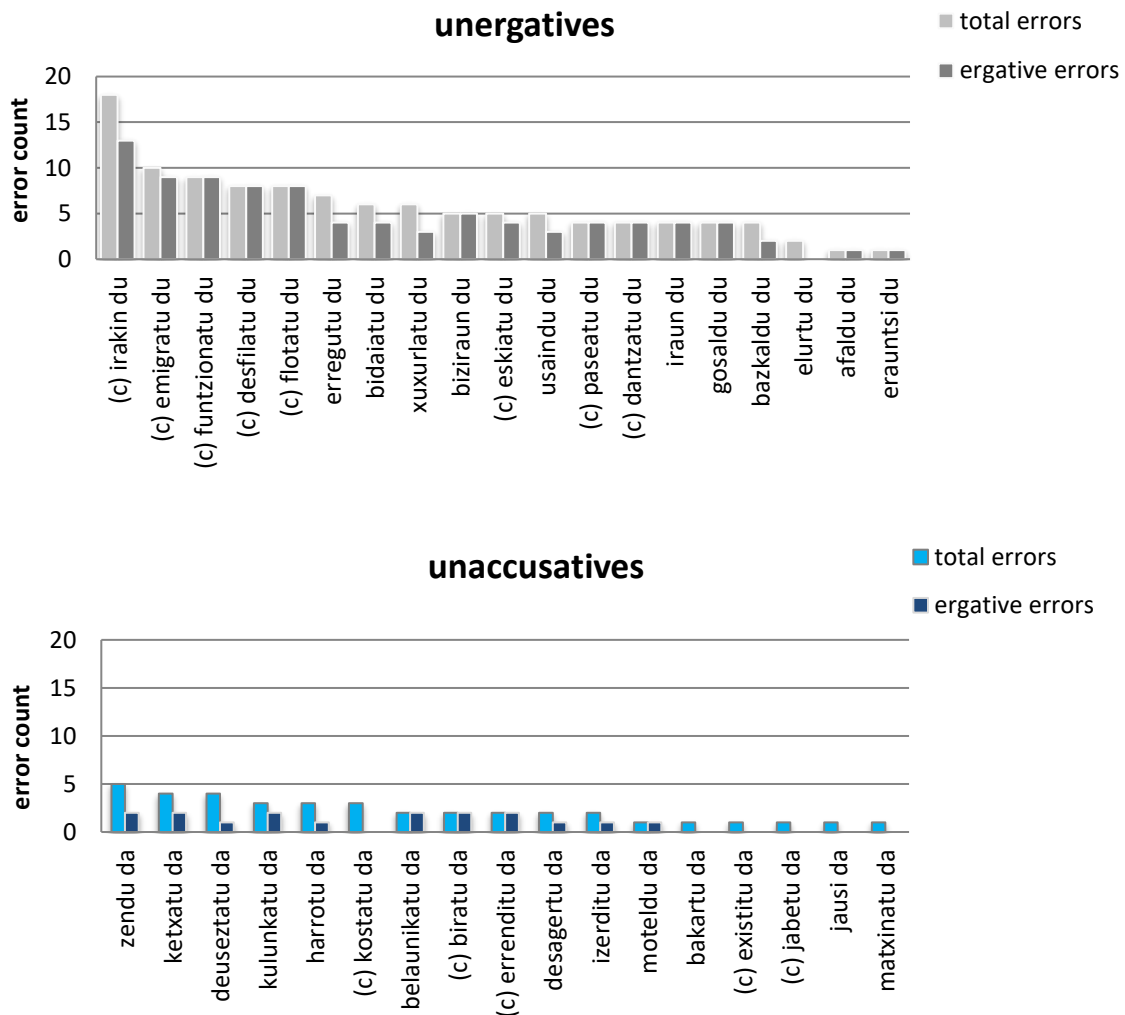 unergatives
total errors
ergative errors
error count
20
15
10
5
0
(c) irakin du
(c) emigratu du
(c) funtzionatu du
(c) desfilatu du
(c) flotatu du
erregutu du
bidaiatu du
xuxurlatu du
biziraun du
(c) eskiatu du
usaindu du
(c) paseatu du
(c) dantzatu du
iraun du
gosaldu du
bazkaldu du
elurtu du
afaldu du
erauntsi du
unaccusatives
total errors
ergative errors
error count
20
15
10
5
0
zendu da
ketxatu da
deuseztatu da
kulunkatu da
harrotu da
(c) kostatu da
belaunikatu da
(c) biratu da
(c) errenditu da
desagertu da
izerditu da
moteldu da
bakartu da
(c) existitu da
(c) jabetu da
jausi da
matxinatu da